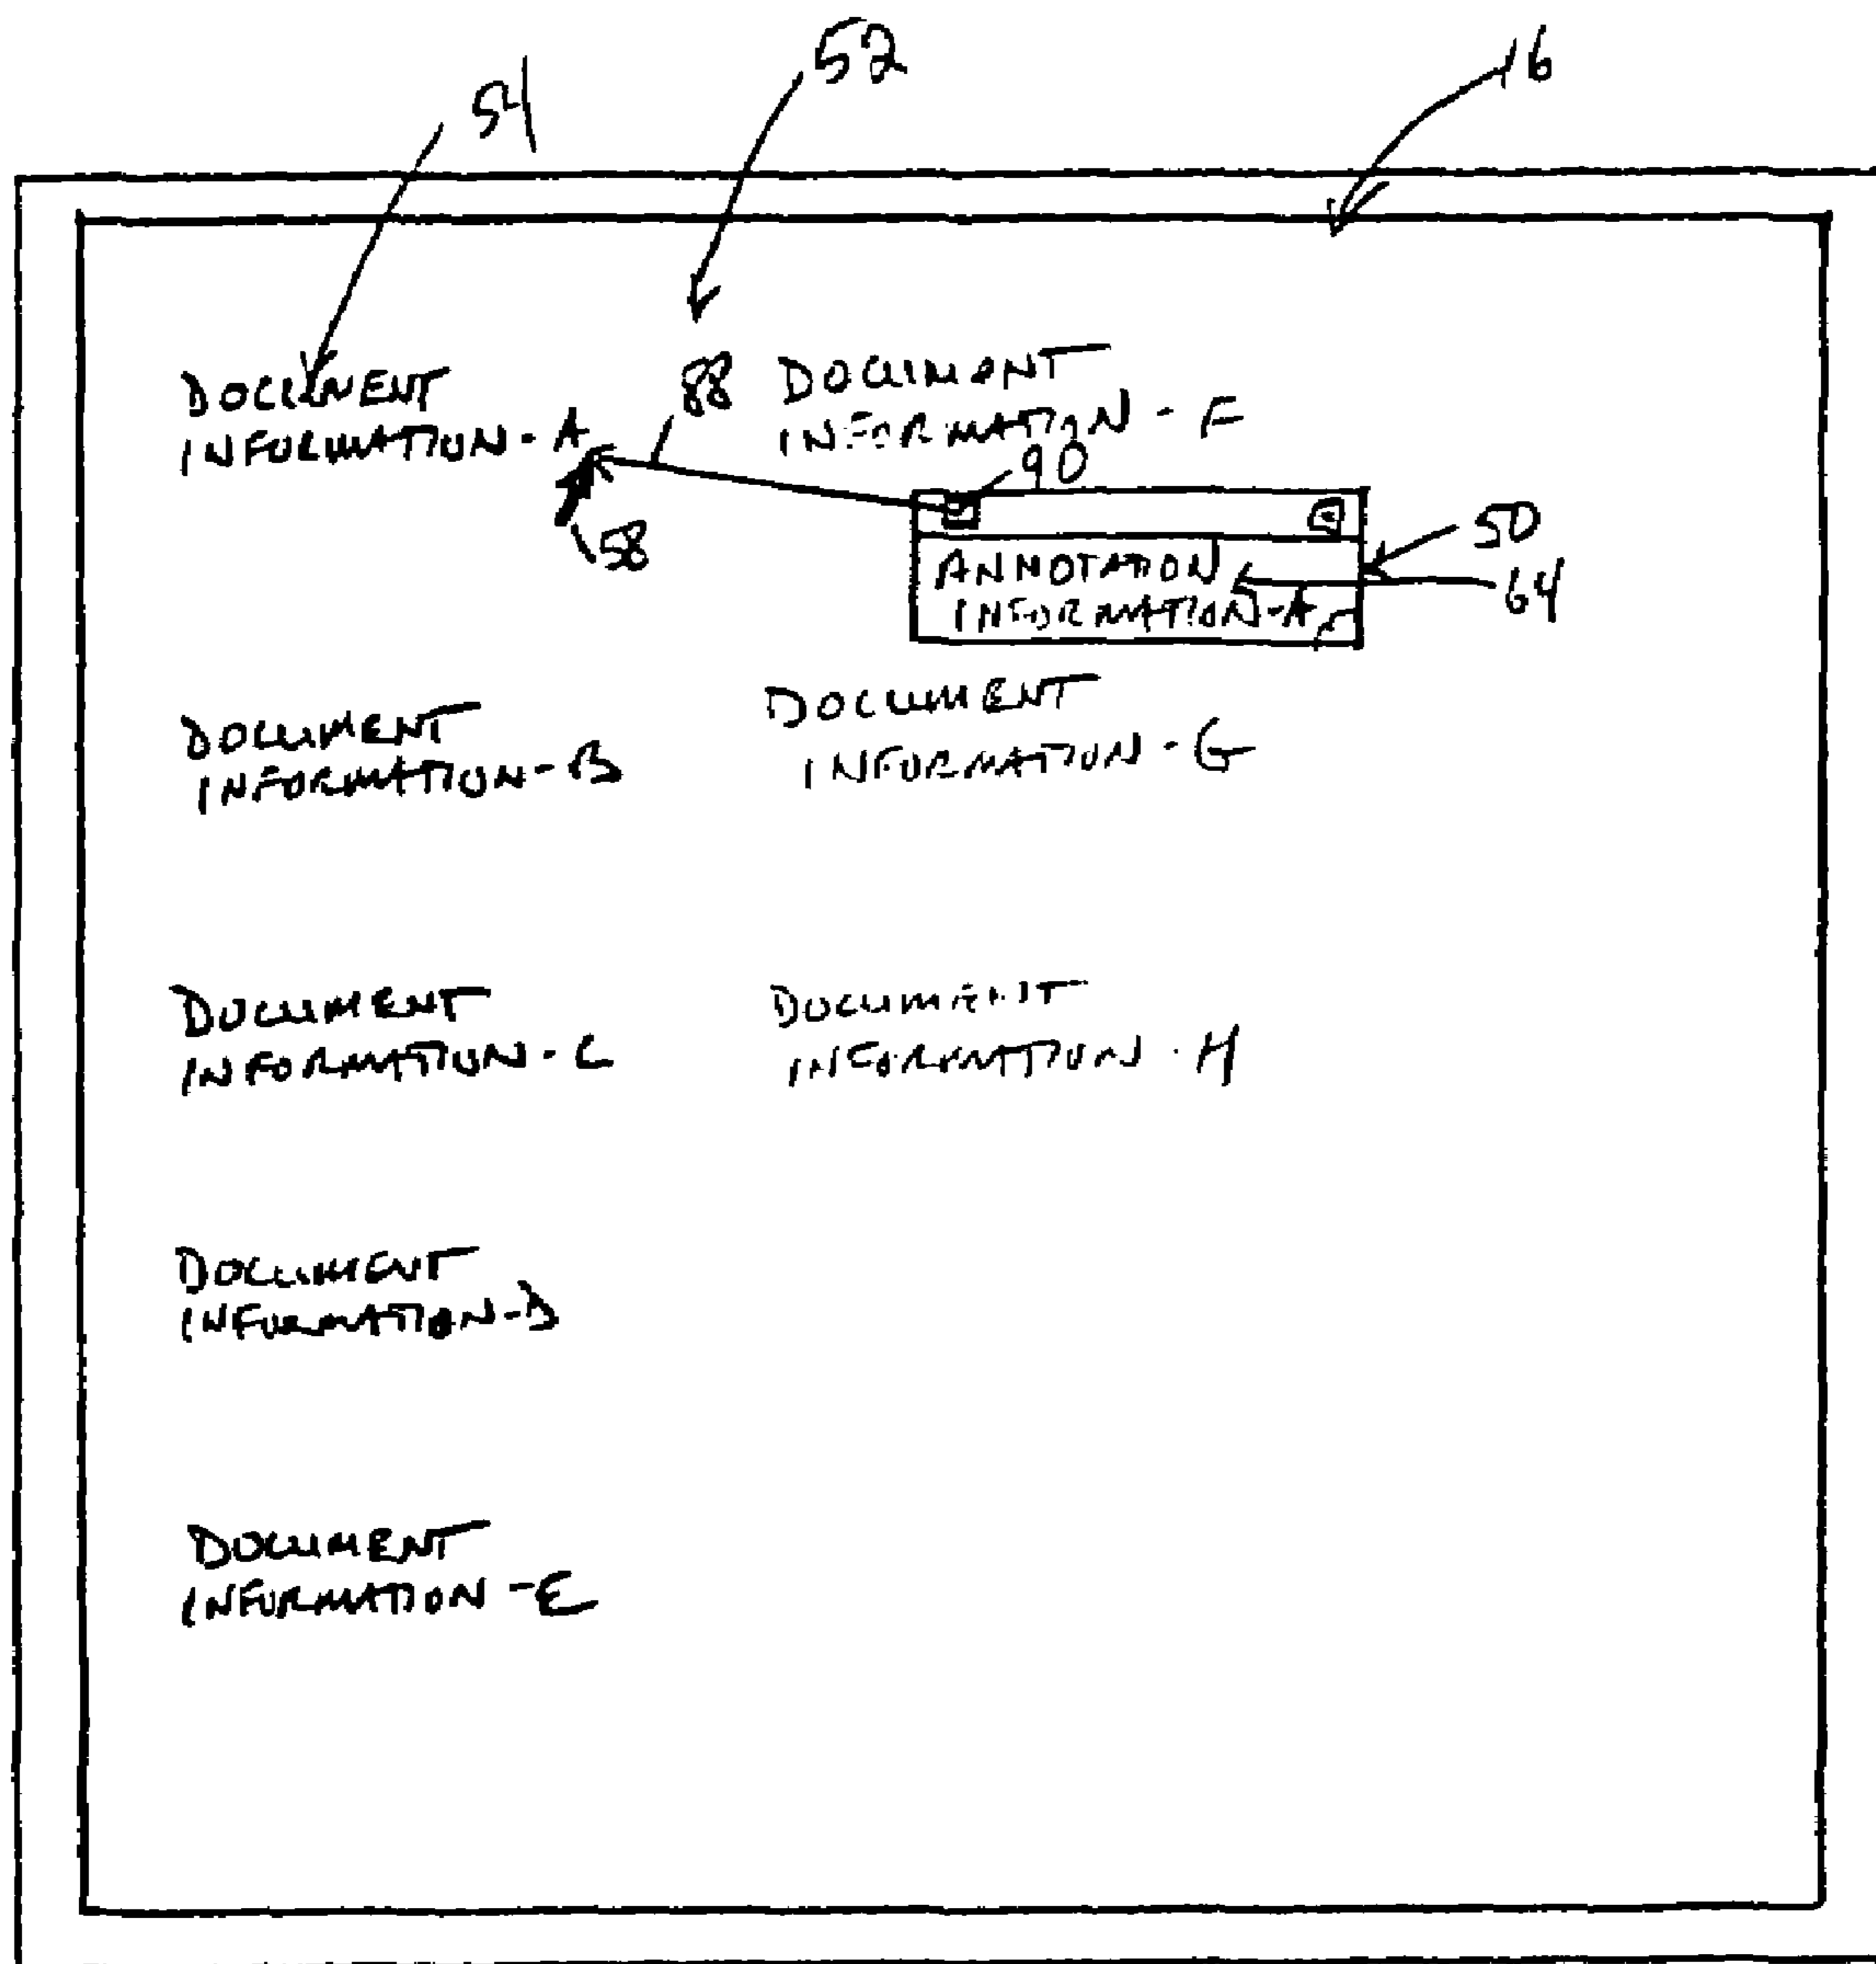 54
52
16
DOCUMENT
INFORMATION-A
88
DOCUMENT
INFORMATION-F
90
58
ANNOTATION
INFORMATION-A
50
64
DOCUMENT
INFORMATION-B
DOCUMENT
INFORMATION-G
DOCUMENT
INFORMATION-C
DOCUMENT
INFORMATION-H
DOCUMENT
INFORMATION-D
DOCUMENT
INFORMATION-E